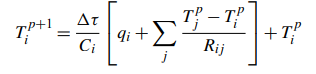 $$T_i^{p+1} = \frac{\Delta\tau}{C_i}\left[q_i + \sum_j \frac{T_j^p - T_i^p}{R_{ij}}\right] + T_i^p$$